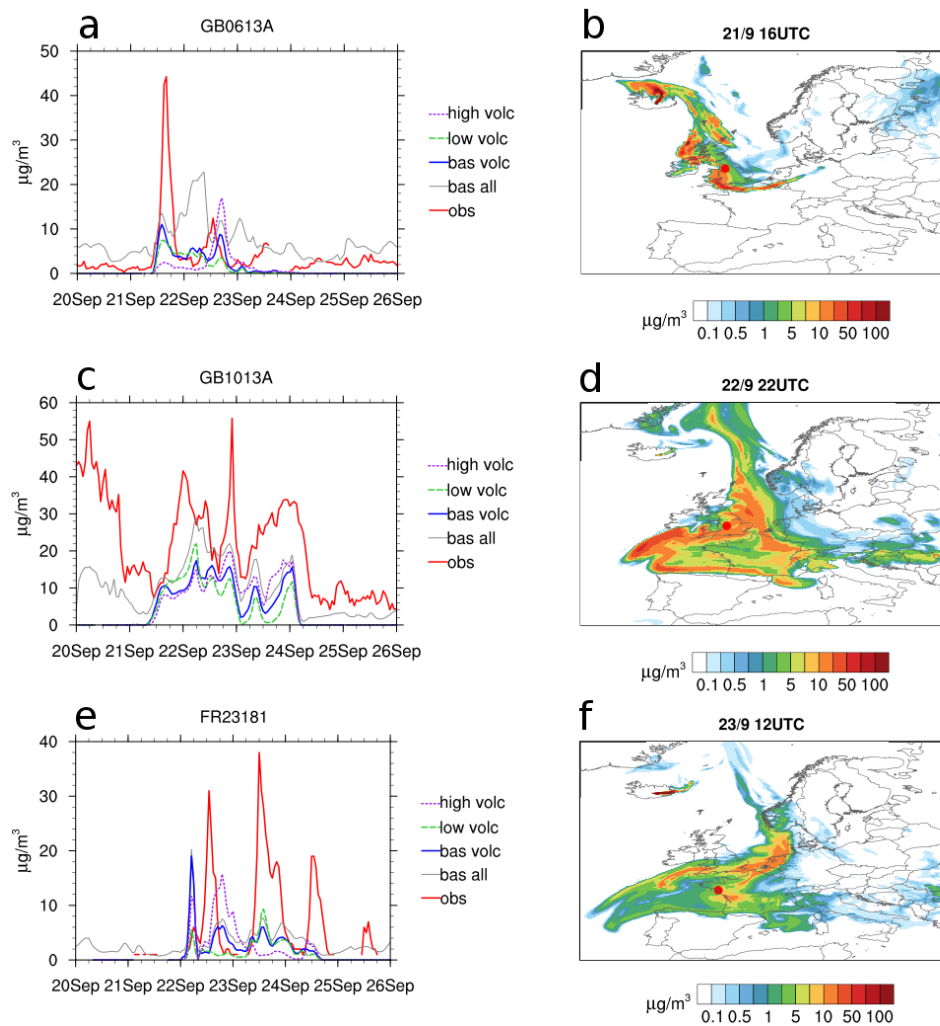 a
GB0613A
50
40
30
20
10
0
µg/m³
20Sep 21Sep 22Sep 23Sep 24Sep 25Sep 26Sep
high volc
low volc
bas volc
bas all
obs
b
21/9 16UTC
µg/m³
0.1 0.5 1 5 10 50 100
c
GB1013A
60
50
40
30
20
10
0
µg/m³
20Sep 21Sep 22Sep 23Sep 24Sep 25Sep 26Sep
high volc
low volc
bas volc
bas all
obs
d
22/9 22UTC
µg/m³
0.1 0.5 1 5 10 50 100
e
FR23181
40
30
20
10
0
µg/m³
20Sep 21Sep 22Sep 23Sep 24Sep 25Sep 26Sep
high volc
low volc
bas volc
bas all
obs
f
23/9 12UTC
µg/m³
0.1 0.5 1 5 10 50 100